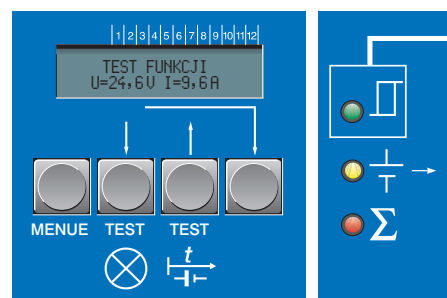 1 2 3 4 5 6 7 8 9 10 11 12
TEST FUNKCJI
U=24,6V I=9,6A
MENUE TEST TEST
t
Σ